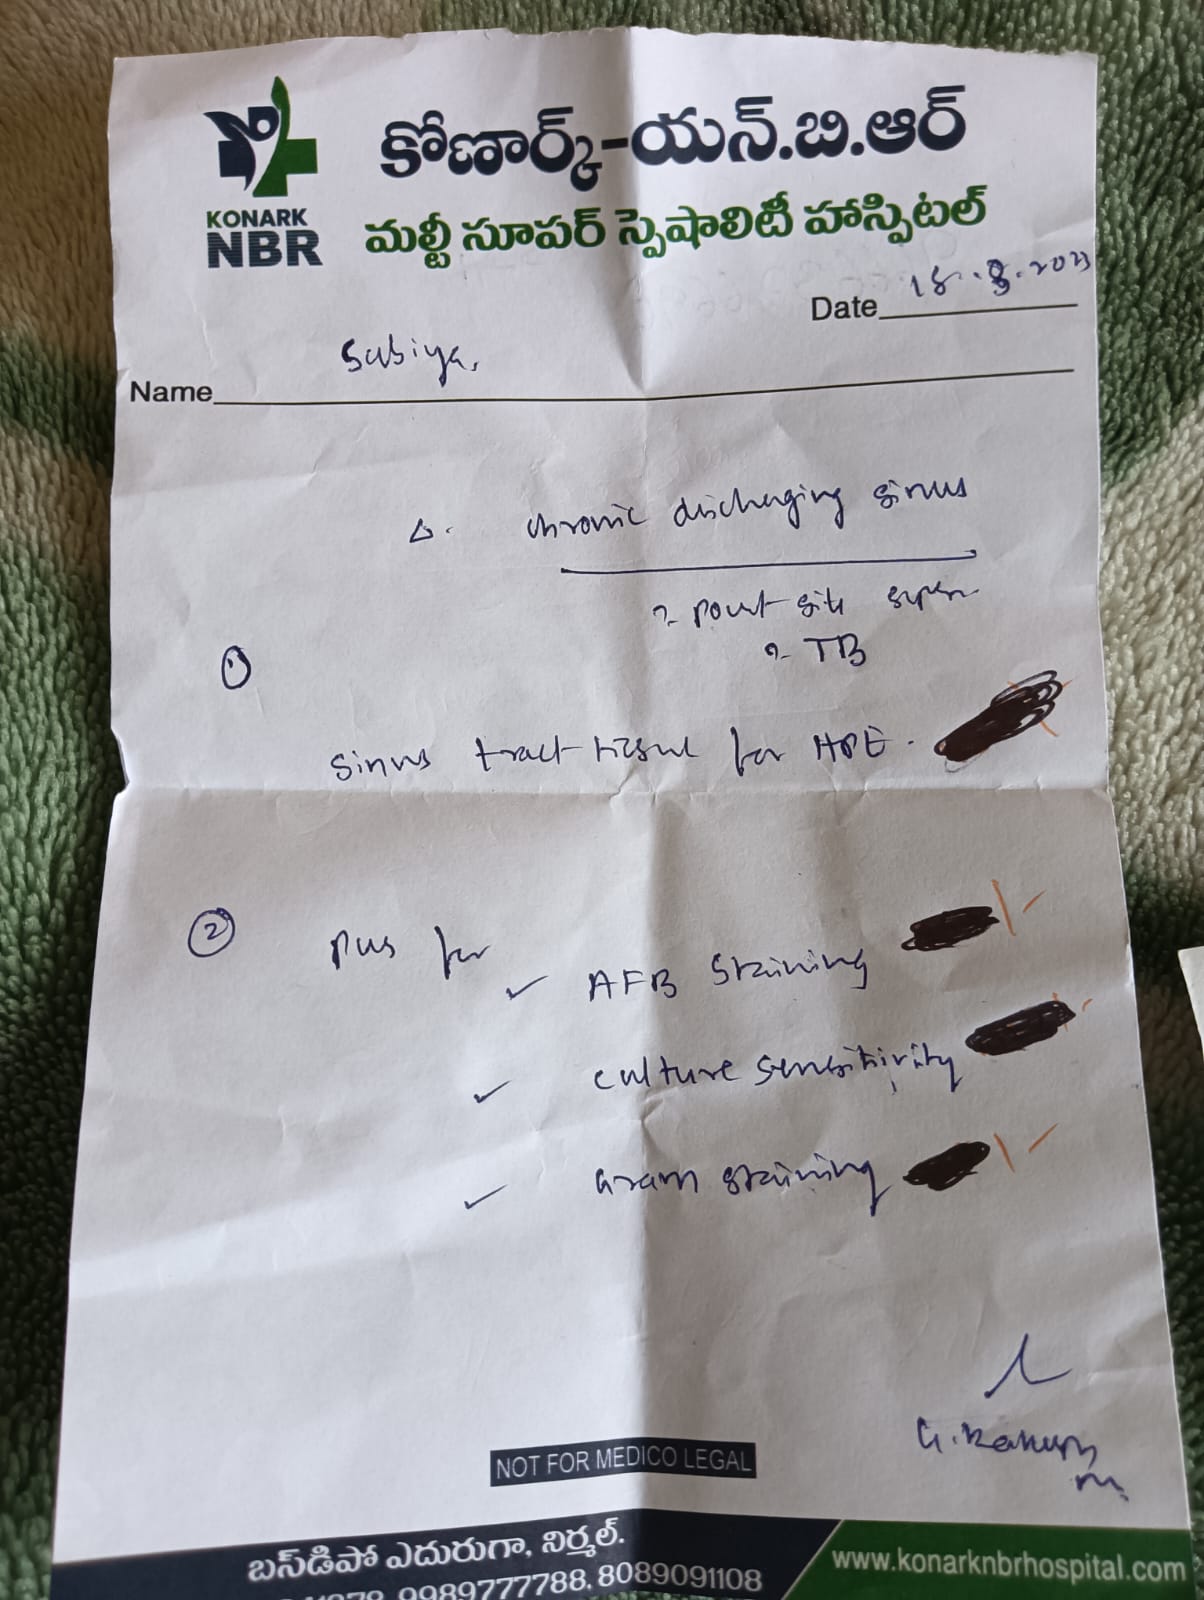 కోణార్క్-యన్.బి.ఆర్
KONARK
NBR
మల్టీ సూపర్ స్పెషాలిటీ హాస్పిటల్
Date 18.8.2023
Name Sabiya,
Δ. chronic discharging sinus
? port site
? TB
①
sinus tract tissue for HPE.
② Pus for
✓ AFB staining
✓ culture sensitivity
✓ Gram staining
NOT FOR MEDICO LEGAL
బస్‌డిపో ఎదురుగా, నిర్మల్.
9989777788, 8089091108
www.konarknbrhospital.com